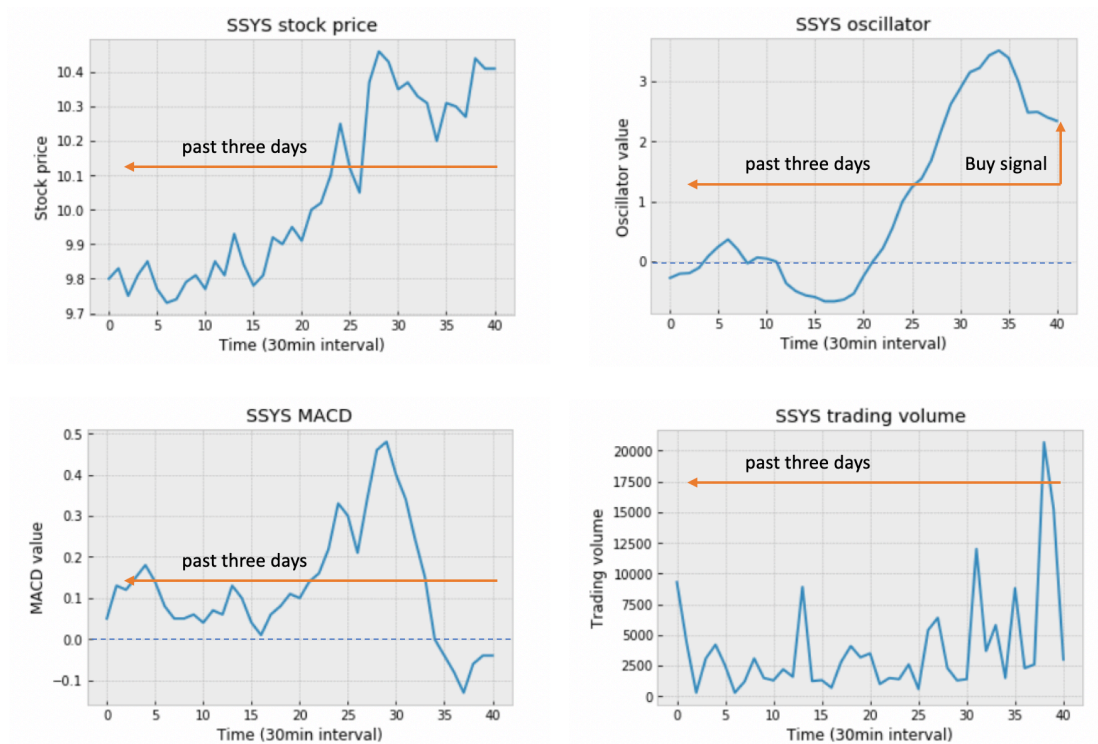 SSYS stock price
Stock price
10.4
10.3
10.2
10.1
10.0
9.9
9.8
9.7
past three days
0 5 10 15 20 25 30 35 40
Time (30min interval)
SSYS oscillator
Oscillator value
3
2
1
0
past three days
Buy signal
0 5 10 15 20 25 30 35 40
Time (30min interval)
SSYS MACD
MACD value
0.5
0.4
0.3
0.2
0.1
0.0
−0.1
past three days
0 5 10 15 20 25 30 35 40
Time (30min interval)
SSYS trading volume
Trading volume
20000
17500
15000
12500
10000
7500
5000
2500
0
past three days
0 5 10 15 20 25 30 35 40
Time (30min interval)